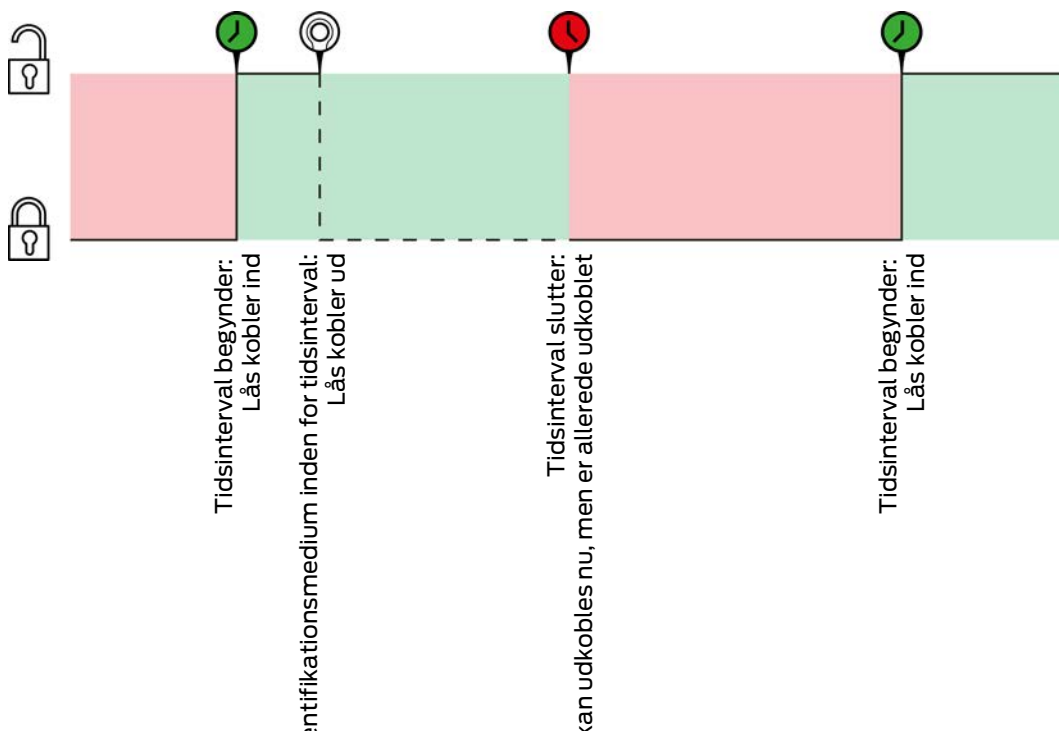 Tidsinterval begynder:
Lås kobler ind
entifikationsmedium inden for tidsinterval:
Lås kobler ud
Tidsinterval slutter:
kan udkobles nu, men er allerede udkoblet
Tidsinterval begynder:
Lås kobler ind